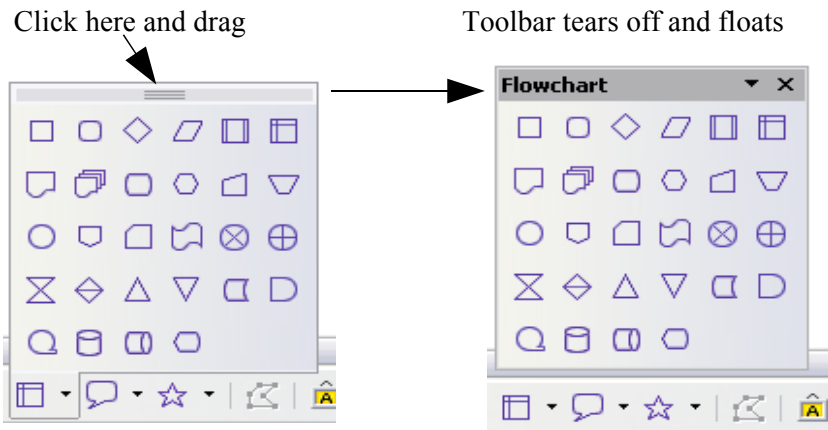 Click here and drag
Toolbar tears off and floats
Flowchart
A
A